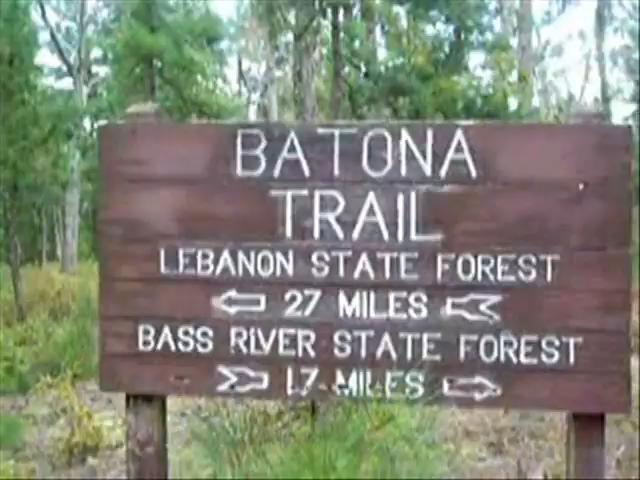 BATONA
TRAIL
LEBANON STATE FOREST
27 MILES
BASS RIVER STATE FOREST
17 MILES